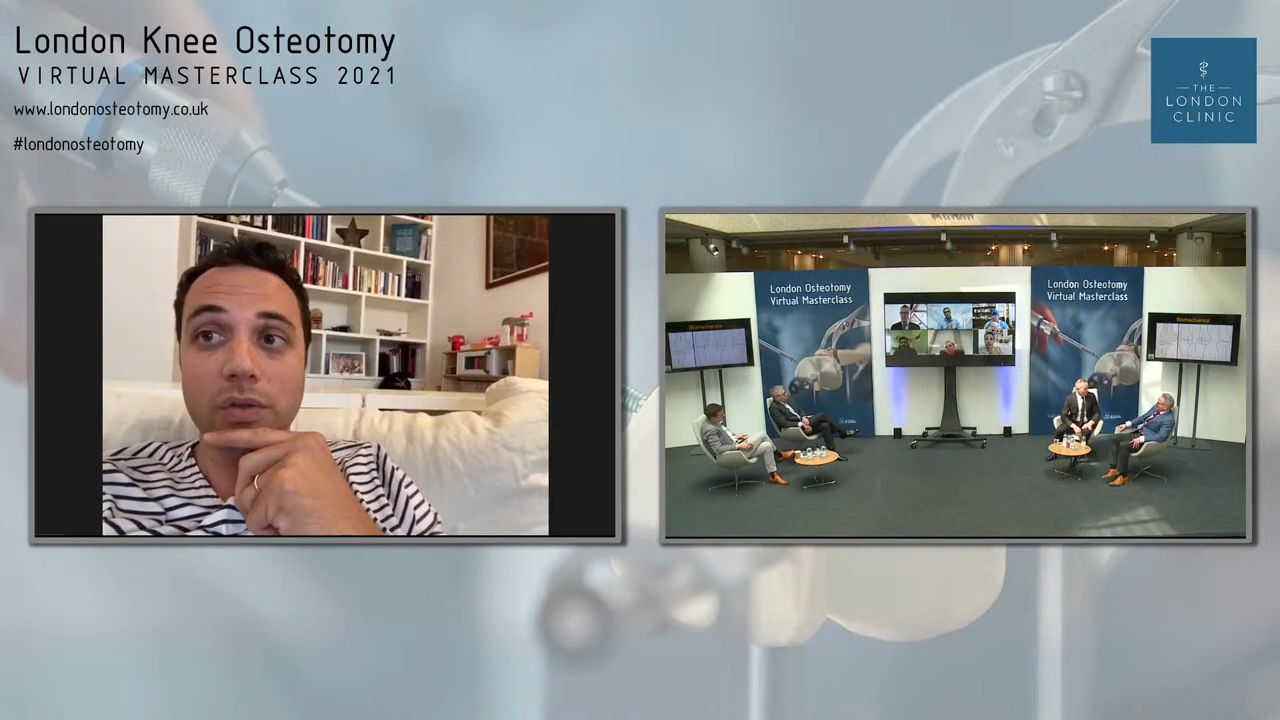 London Knee Osteotomy
VIRTUAL MASTERCLASS 2021
www.londonosteotomy.co.uk
#londonosteotomy
THE
LONDON
CLINIC
London Osteotomy
Virtual Masterclass
London Osteotomy
Virtual Masterclass
Biomechanics
Biomechanics